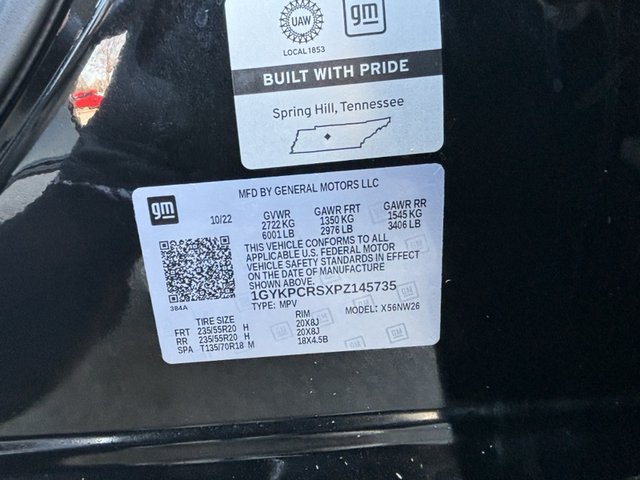 UAW
gm
LOCAL 1853
BUILT WITH PRIDE
Spring Hill, Tennessee
gm
MFD BY GENERAL MOTORS LLC
10/22 GVWR GAWR FRT GAWR RR
2722 KG 1350 KG 1545 KG
6001 LB 2976 LB 3406 LB
THIS VEHICLE CONFORMS TO ALL
APPLICABLE U.S. FEDERAL MOTOR
VEHICLE SAFETY STANDARDS IN EFFECT
ON THE DATE OF MANUFACTURE
SHOWN ABOVE.
1GYKPCRSXPZ145735
384A
TYPE: MPV MODEL: X56NW26
TIRE SIZE RIM
FRT 235/55R20 H 20X8J
RR 235/55R20 H 20X8J
SPA T135/70R18 M 18X4.5B